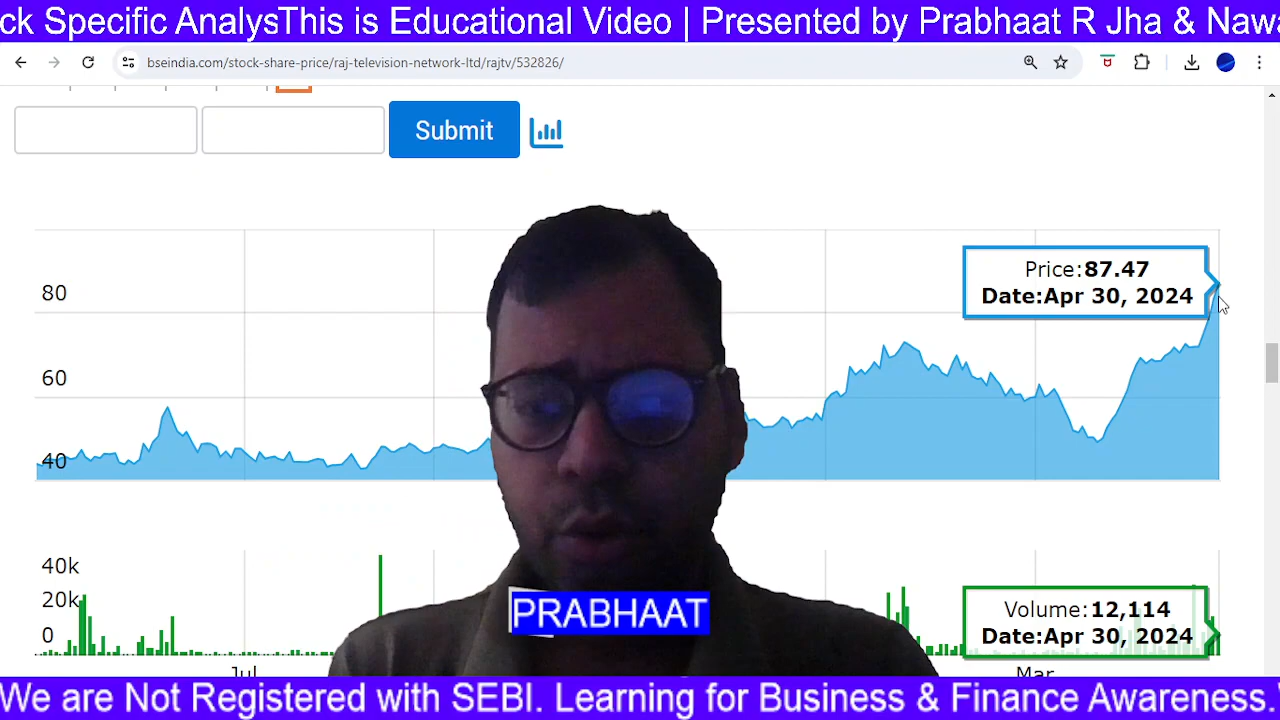 ck Specific AnalysThis is Educational Video | Presented by Prabhaat R Jha & Nawa
bseindia.com/stock-share-price/raj-television-network-ltd/rajtv/532826/
Submit
Price:87.47
Date:Apr 30, 2024
80
60
40
40k
20k
0
Volume:12,114
Date:Apr 30, 2024
PRABHAAT
Jul
Mar
We are Not Registered with SEBI. Learning for Business & Finance Awareness.